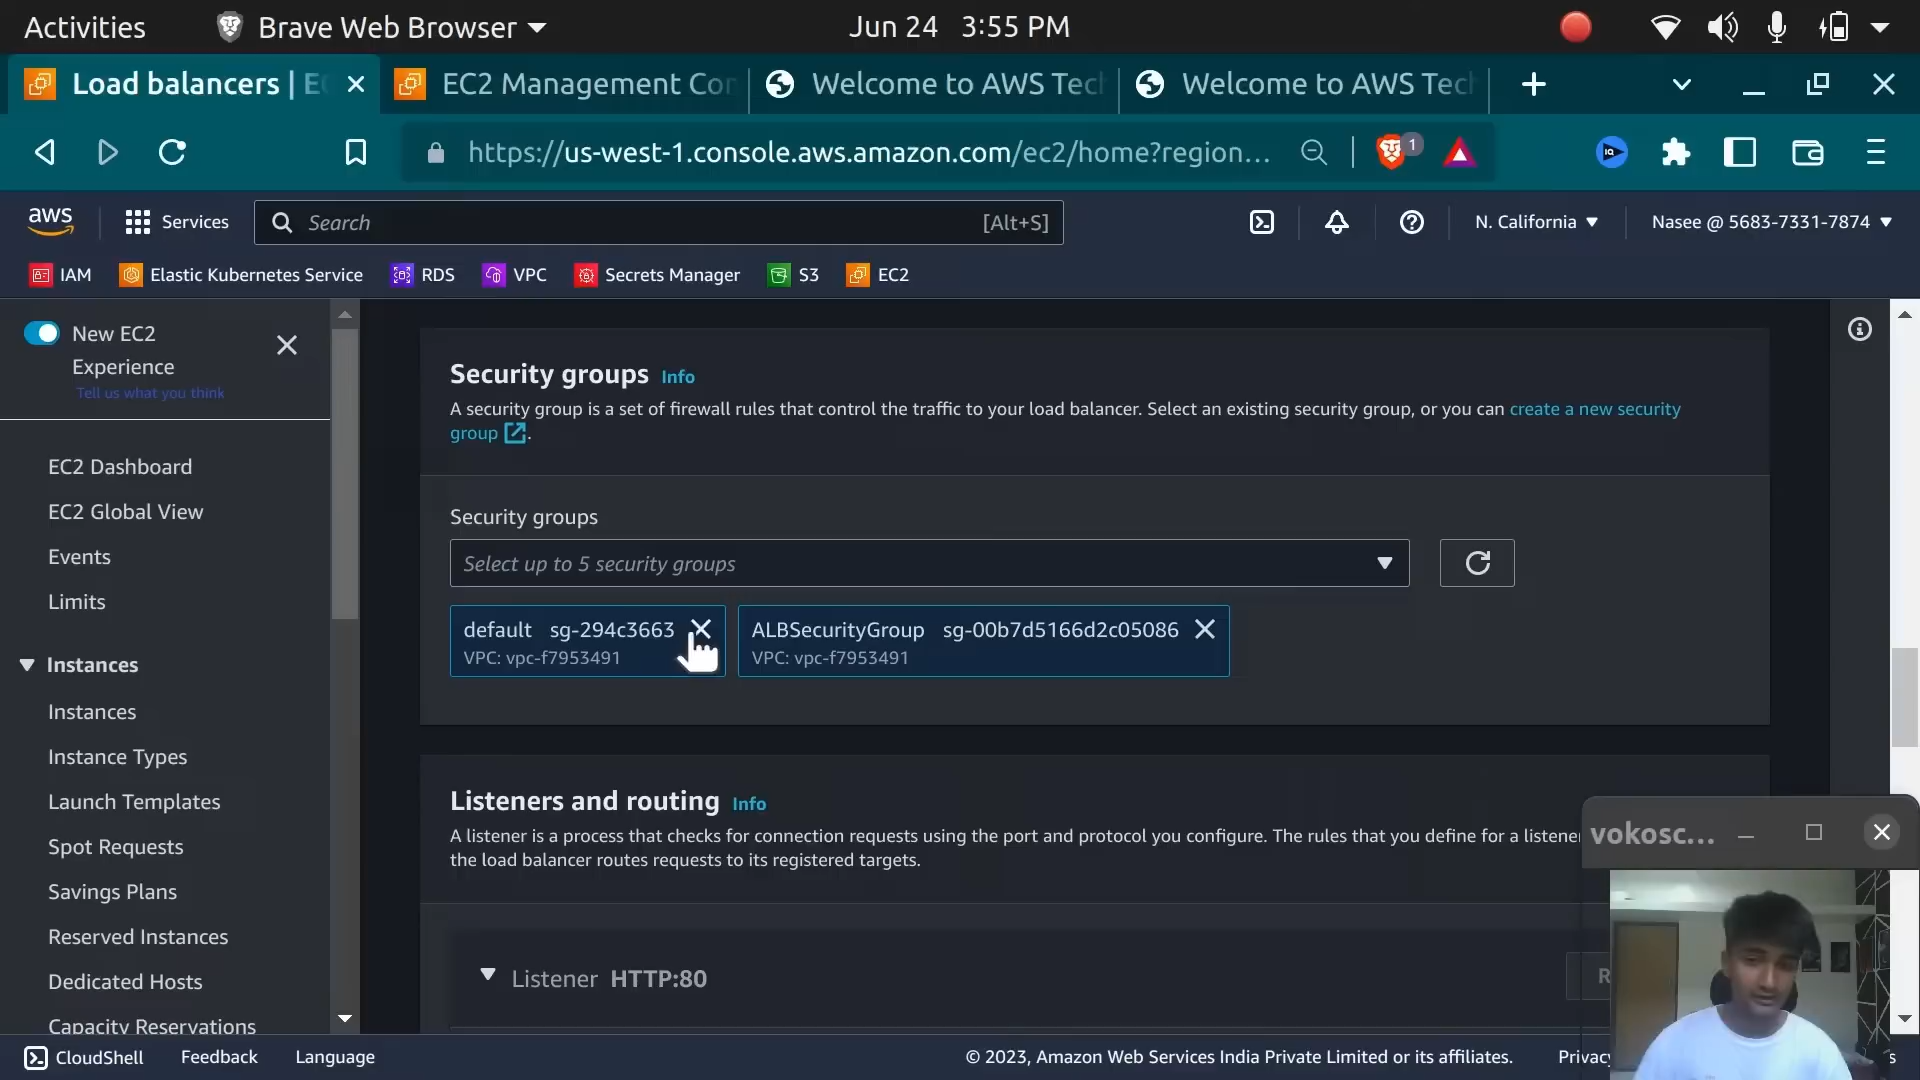 Activities
Brave Web Browser
Jun 24 3:55 PM
Load balancers | EC
EC2 Management Con
Welcome to AWS Tech
Welcome to AWS Tech
https://us-west-1.console.aws.amazon.com/ec2/home?region...
1
aws
Services
Search
[Alt+S]
N. California
Nasee @ 5683-7331-7874
IAM
Elastic Kubernetes Service
RDS
VPC
Secrets Manager
S3
EC2
New EC2
Experience
Tell us what you think
EC2 Dashboard
EC2 Global View
Events
Limits
Instances
Instances
Instance Types
Launch Templates
Spot Requests
Savings Plans
Reserved Instances
Dedicated Hosts
Capacity Reservations
Security groups Info
A security group is a set of firewall rules that control the traffic to your load balancer. Select an existing security group, or you can create a new security
group.
Security groups
Select up to 5 security groups
default sg-294c3663
VPC: vpc-f7953491
ALBSecurityGroup sg-00b7d5166d2c05086
VPC: vpc-f7953491
Listeners and routing Info
A listener is a process that checks for connection requests using the port and protocol you configure. The rules that you define for a listener
the load balancer routes requests to its registered targets.
Listener HTTP:80
R
vokosc...
CloudShell
Feedback
Language
© 2023, Amazon Web Services India Private Limited or its affiliates.
Privacy
s